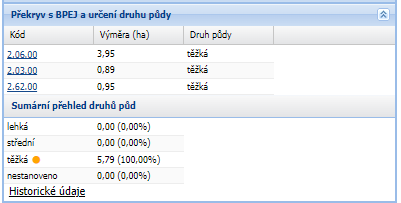 Překryv s BPEJ a určení druhu půdy
Kód Výměra (ha) Druh půdy
2.06.00 3,95 těžká
2.03.00 0,89 těžká
2.62.00 0,95 těžká
Sumární přehled druhů půd
lehká 0,00 (0,00%)
střední 0,00 (0,00%)
těžká 5,79 (100,00%)
nestanoveno 0,00 (0,00%)
Historické údaje